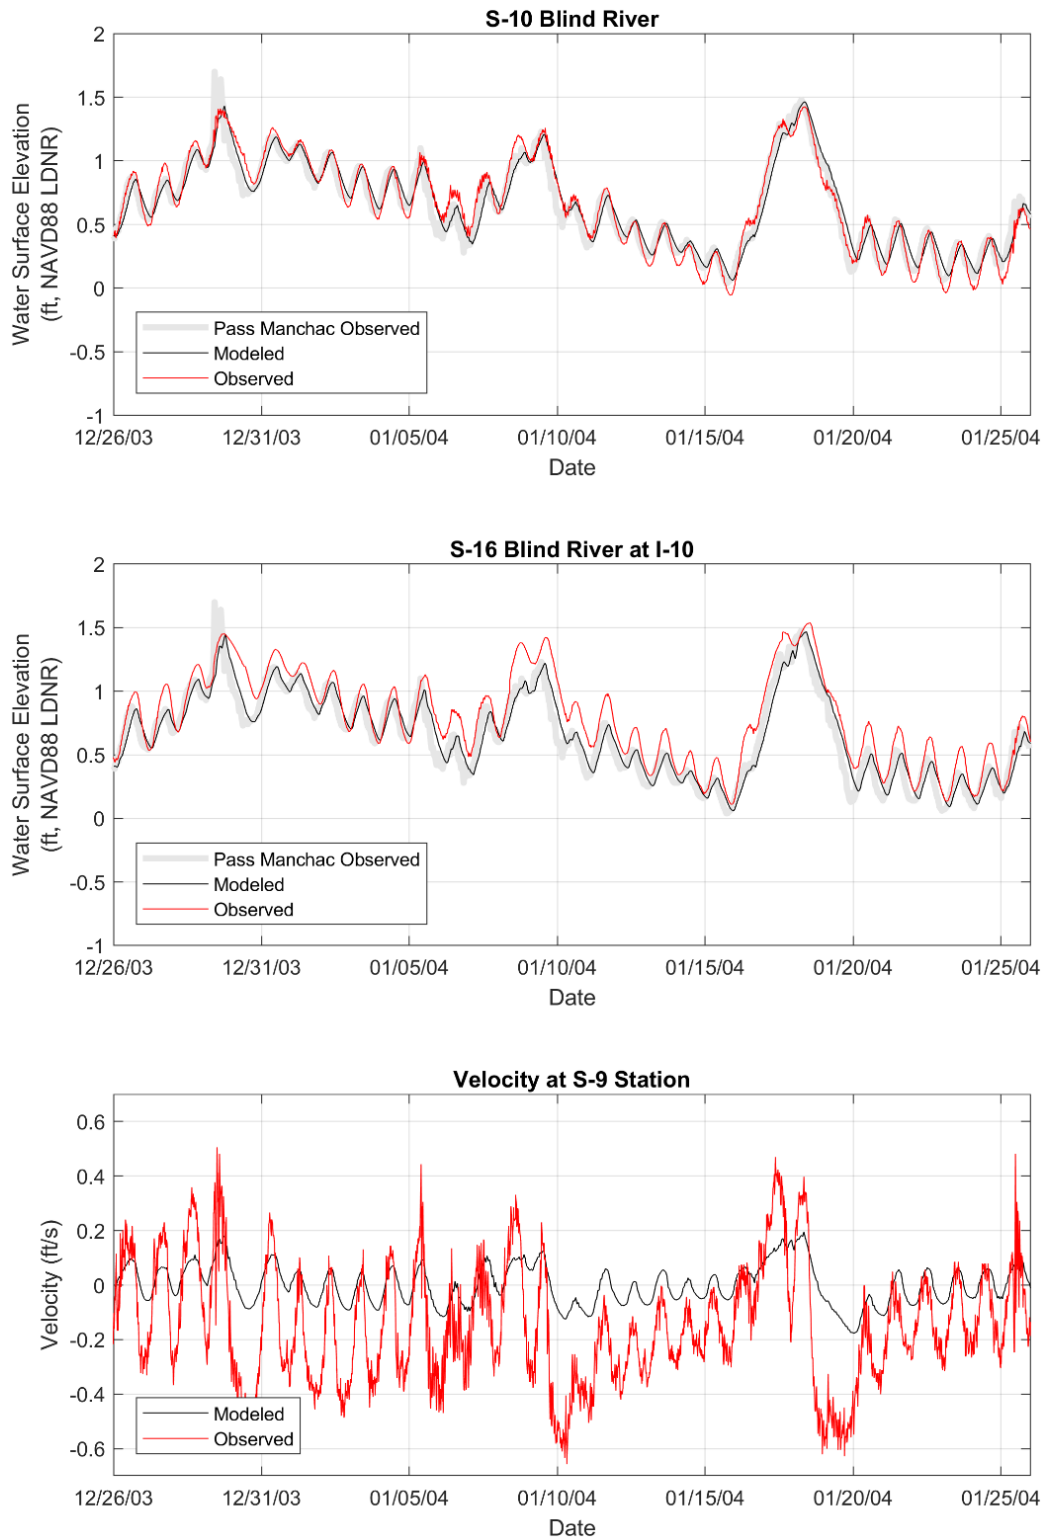 S-10 Blind River
Water Surface Elevation
(ft, NAVD88 LDNR)
2
1.5
1
0.5
0
-0.5
-1
Pass Manchac Observed
Modeled
Observed
12/26/03 12/31/03 01/05/04 01/10/04 01/15/04 01/20/04 01/25/04
Date
S-16 Blind River at I-10
Water Surface Elevation
(ft, NAVD88 LDNR)
2
1.5
1
0.5
0
-0.5
-1
Pass Manchac Observed
Modeled
Observed
12/26/03 12/31/03 01/05/04 01/10/04 01/15/04 01/20/04 01/25/04
Date
Velocity at S-9 Station
Velocity (ft/s)
0.6
0.4
0.2
0
-0.2
-0.4
-0.6
Modeled
Observed
12/26/03 12/31/03 01/05/04 01/10/04 01/15/04 01/20/04 01/25/04
Date